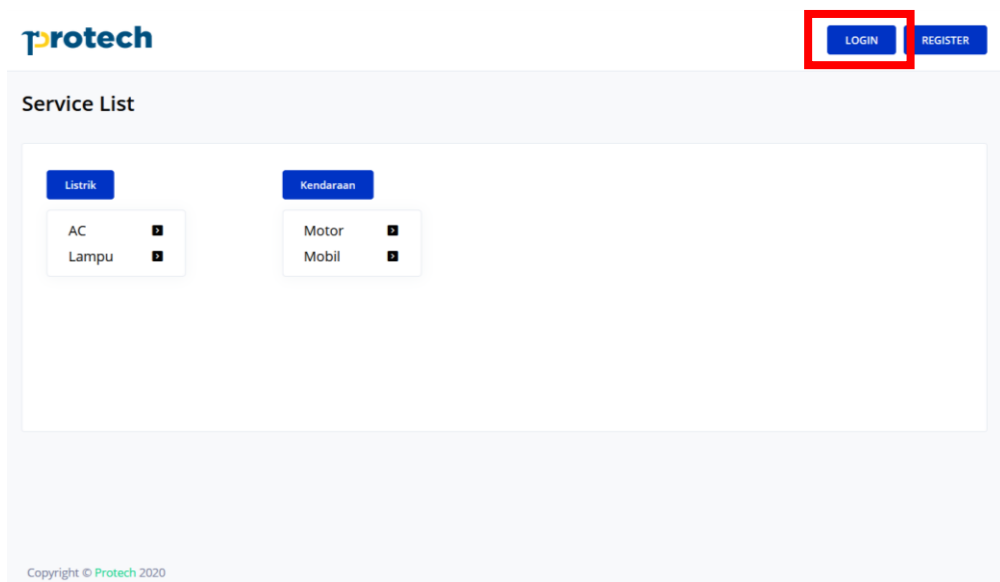 protech
LOGIN
REGISTER
Service List
Listrik
Kendaraan
AC
Motor
Lampu
Mobil
Copyright © Protech 2020